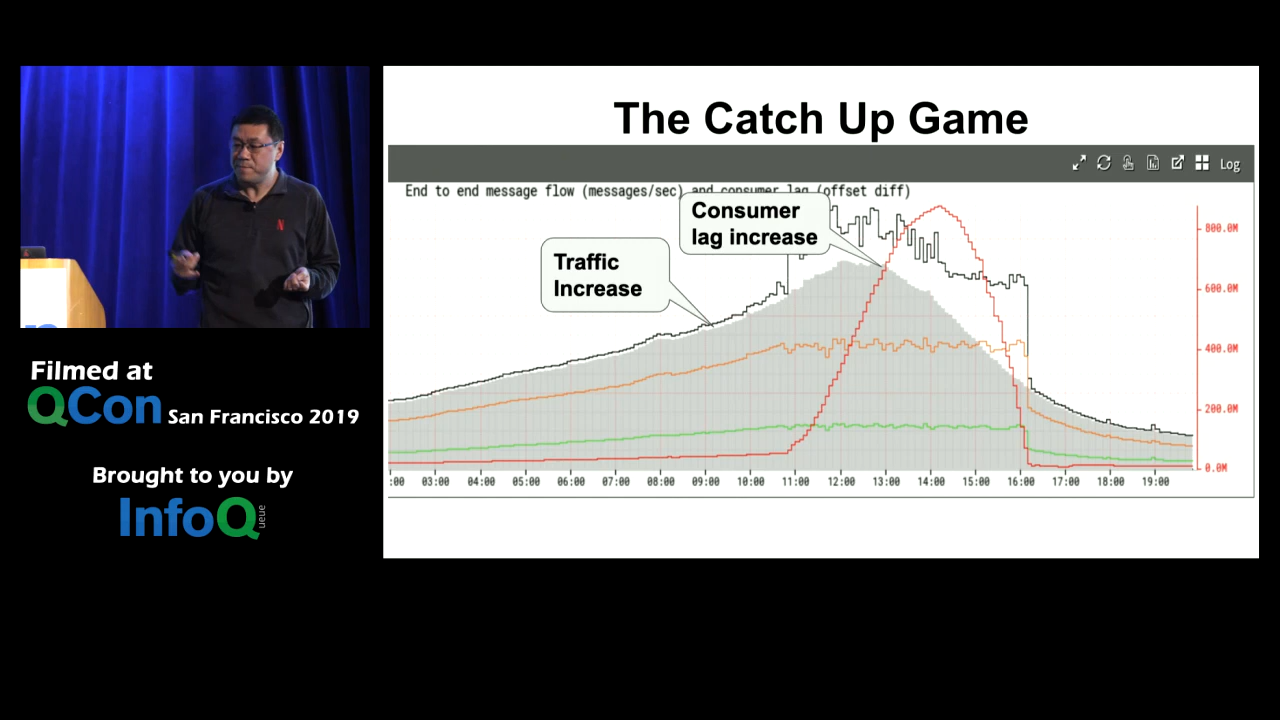 The Catch Up Game
Log
End to end message flow (messages/sec) and consumer lag (offset diff)
Consumer
lag increase
Traffic
Increase
800.0M
600.0M
400.0M
200.0M
0.0M
:00 03:00 04:00 05:00 06:00 07:00 08:00 09:00 10:00 11:00 12:00 13:00 14:00 15:00 16:00 17:00 18:00 19:00
N
Filmed at
QCon San Francisco 2019
Brought to you by
InfoQ
ueue